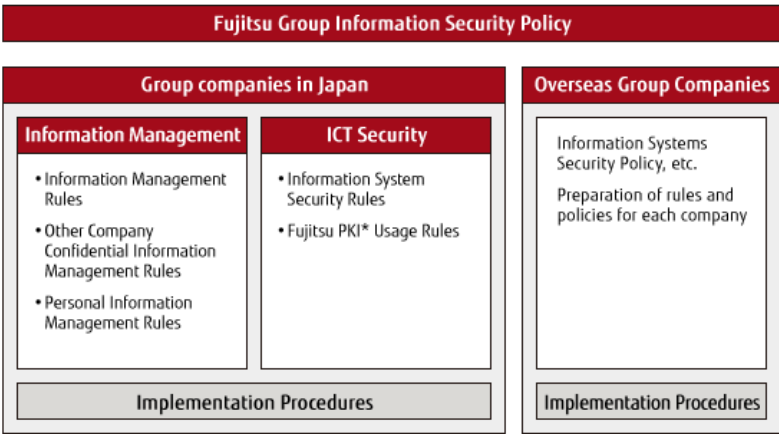 Fujitsu Group Information Security Policy
Group companies in Japan
Information Management
• Information Management
Rules
• Other Company
Confidential Information
Management Rules
• Personal Information
Management Rules
ICT Security
• Information System
Security Rules
• Fujitsu PKI* Usage Rules
Implementation Procedures
Overseas Group Companies
Information Systems
Security Policy, etc.
Preparation of rules and
policies for each company
Implementation Procedures